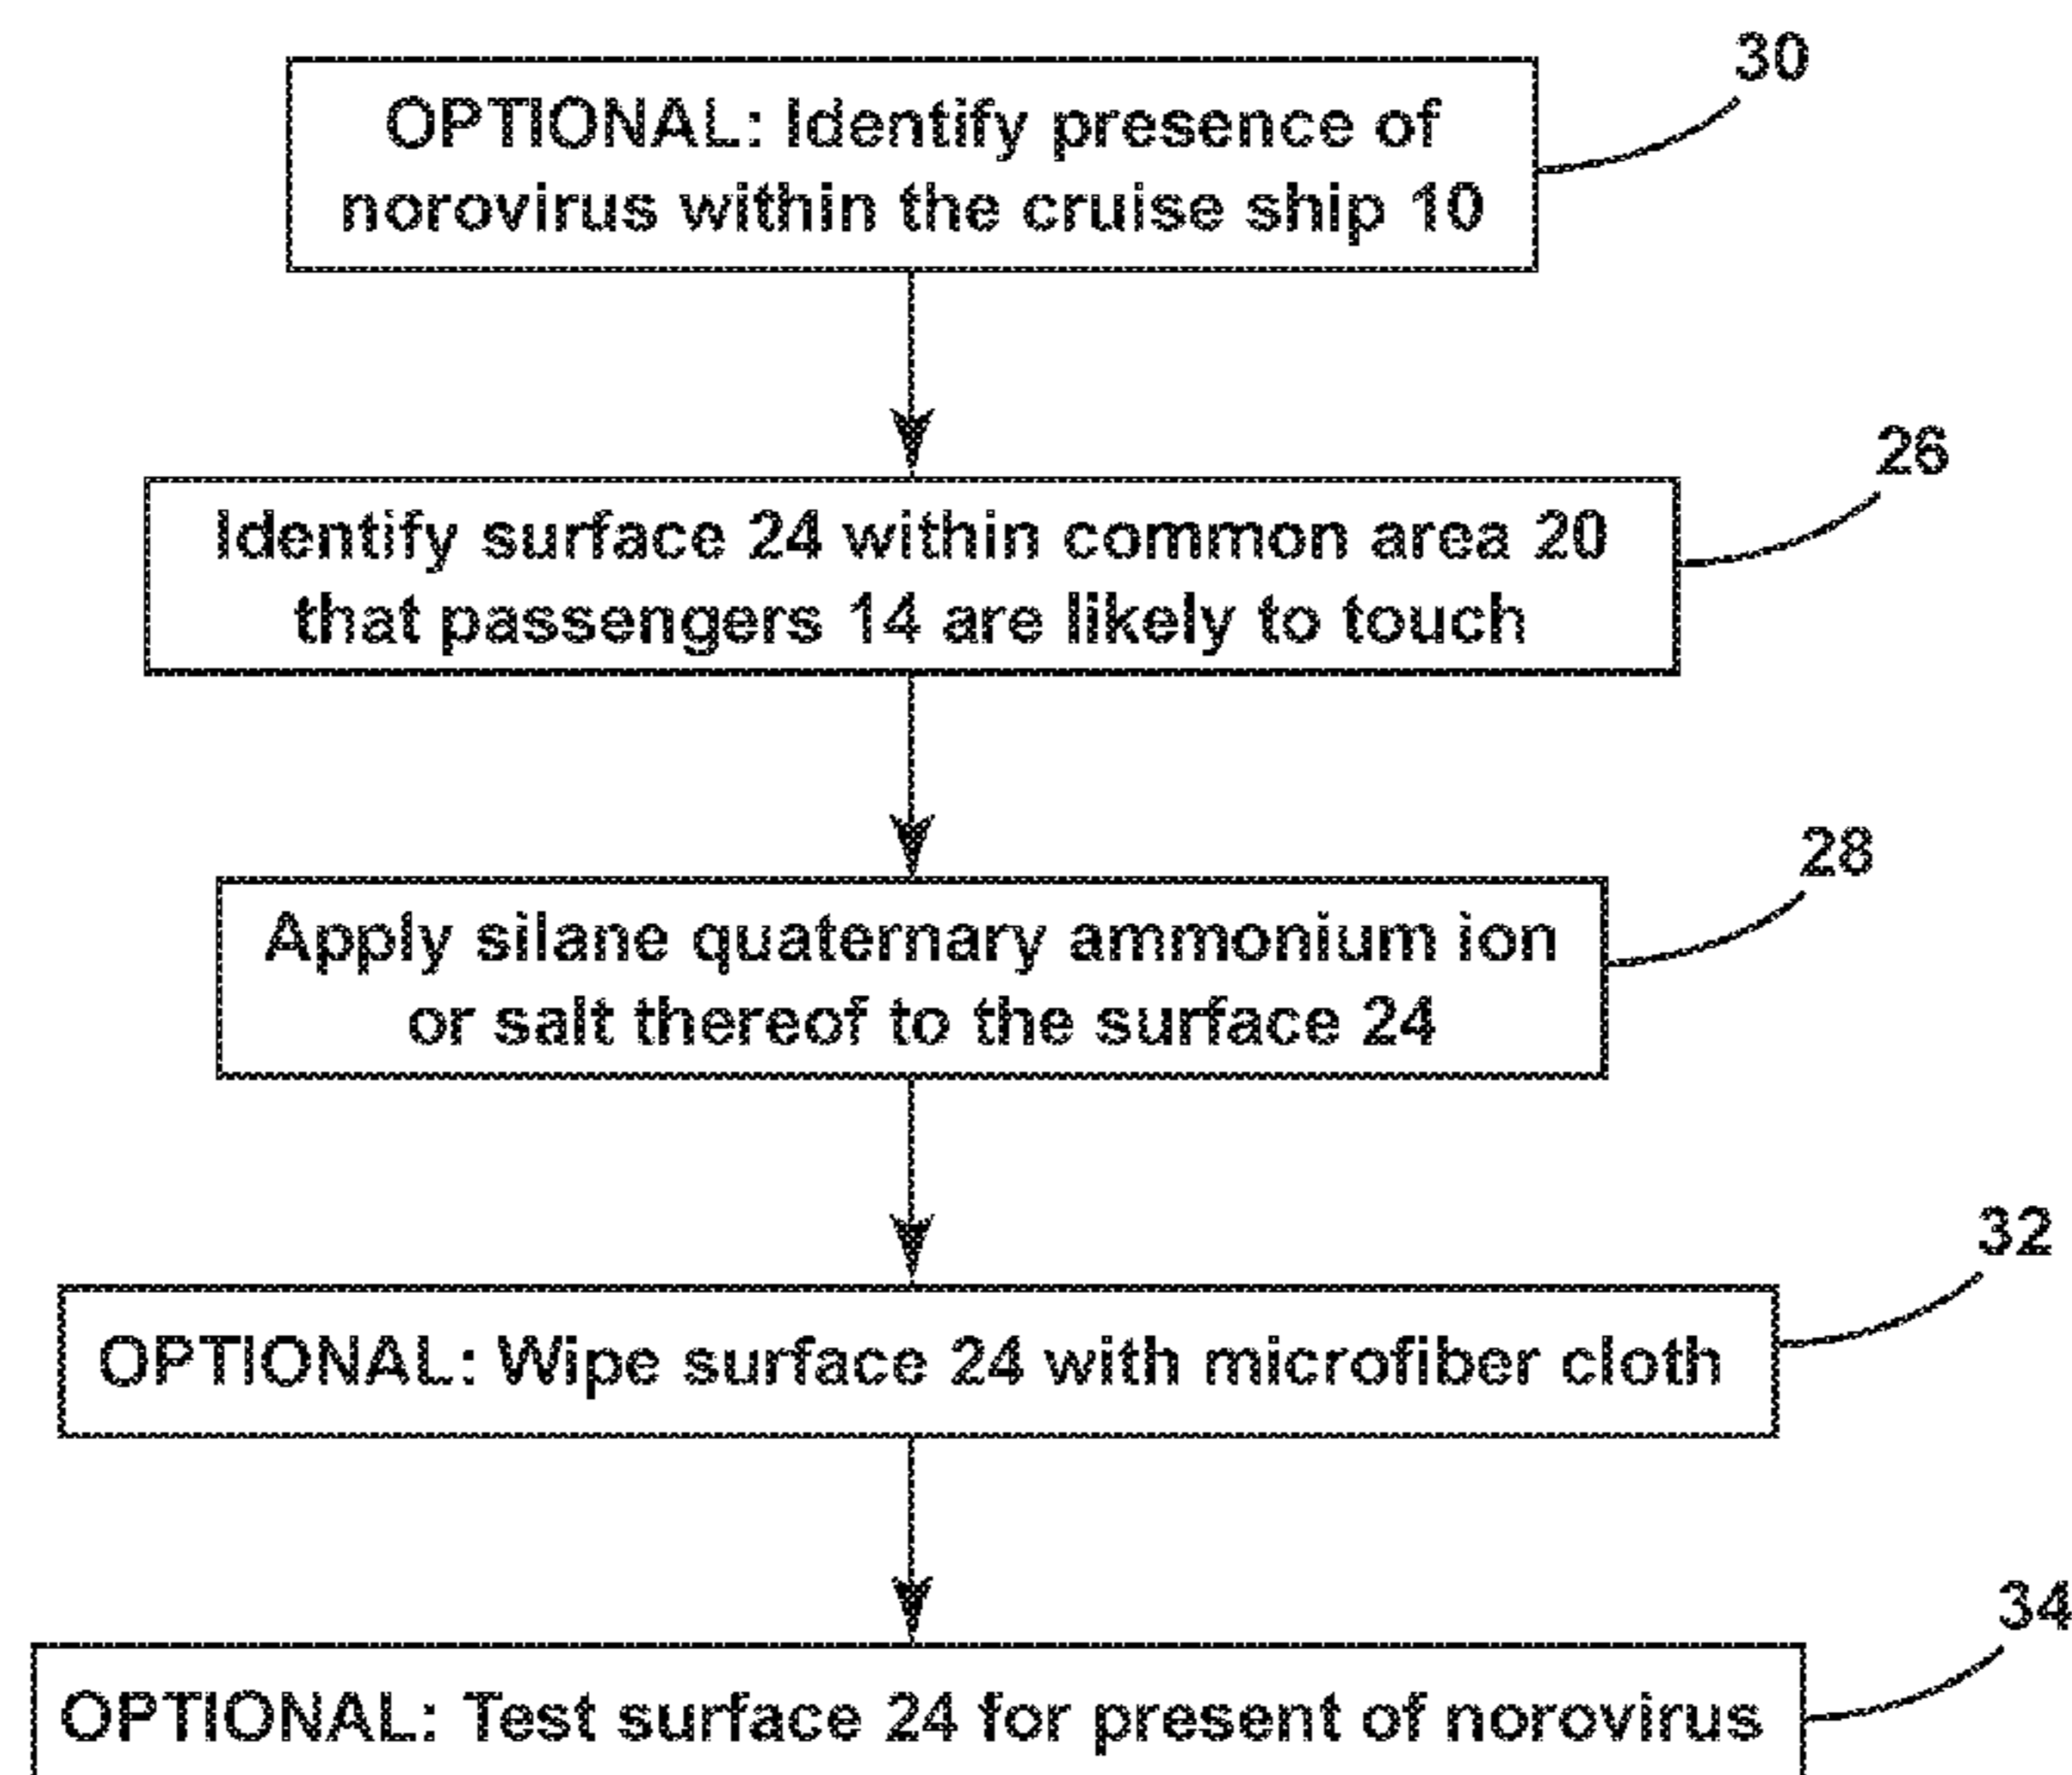 30
OPTIONAL: Identify presence of
norovirus within the cruise ship 10
26
Identify surface 24 within common area 20
that passengers 14 are likely to touch
28
Apply silane quaternary ammonium ion
or salt thereof to the surface 24
32
OPTIONAL: Wipe surface 24 with microfiber cloth
34
OPTIONAL: Test surface 24 for present of norovirus